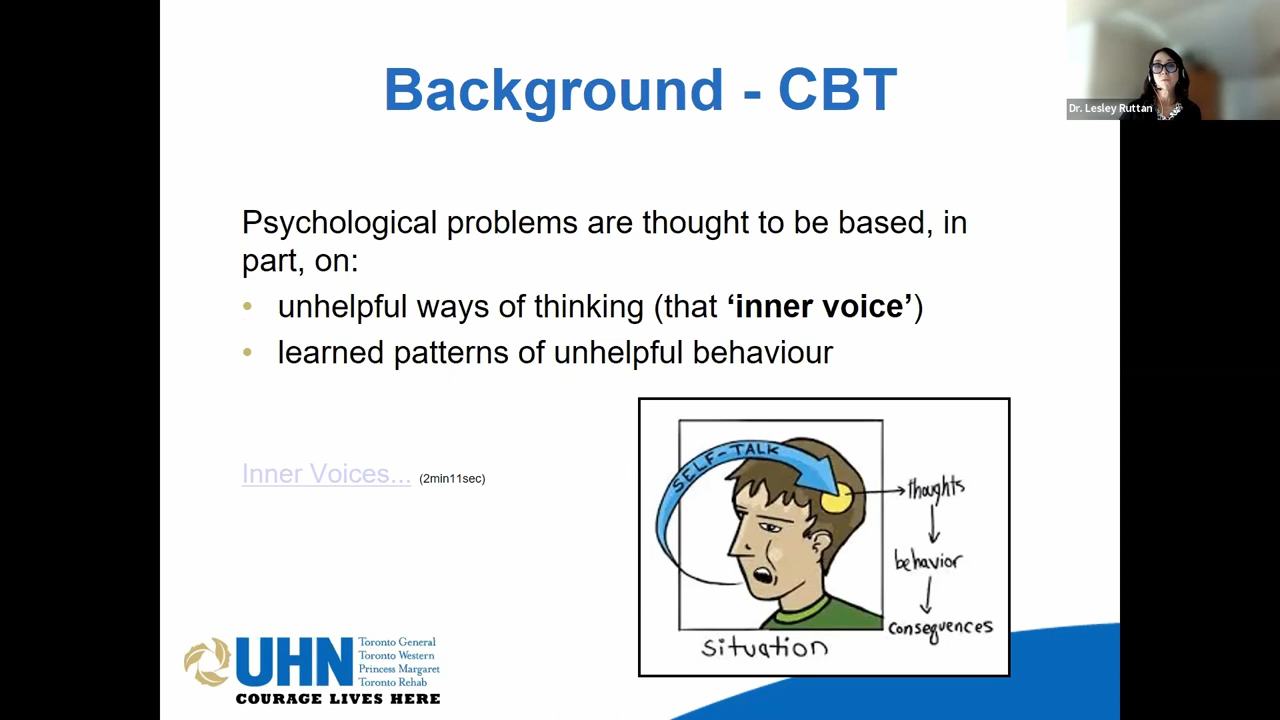 Background - CBT
Dr. Lesley Ruttan
Psychological problems are thought to be based, in
part, on:
• unhelpful ways of thinking (that ‘inner voice’)
• learned patterns of unhelpful behaviour
Inner Voices... (2min11sec)
SELF-TALK
thoughts
behavior
consequences
situation
UHN
Toronto General
Toronto Western
Princess Margaret
Toronto Rehab
COURAGE LIVES HERE